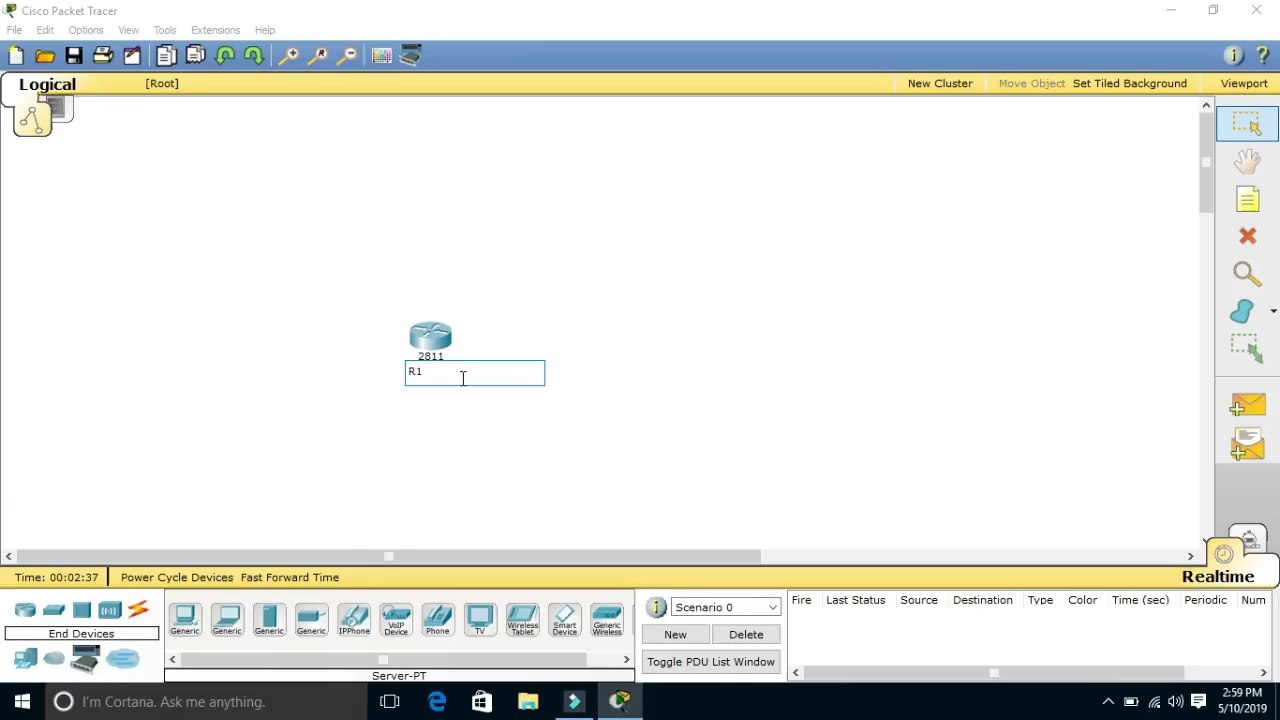 Cisco Packet Tracer
File Edit Options View Tools Extensions Help
Logical [Root] New Cluster Move Object Set Tiled Background Viewport
2811
R1
Time: 00:02:37 Power Cycle Devices Fast Forward Time Realtime
End Devices
Generic Generic Generic Generic IPPhone VoIP Device Phone TV Wireless Tablet Smart Device Generic Wireless
Server-PT
Scenario 0
New Delete
Toggle PDU List Window
Fire Last Status Source Destination Type Color Time (sec) Periodic Num
I'm Cortana. Ask me anything.
2:59 PM
5/10/2019